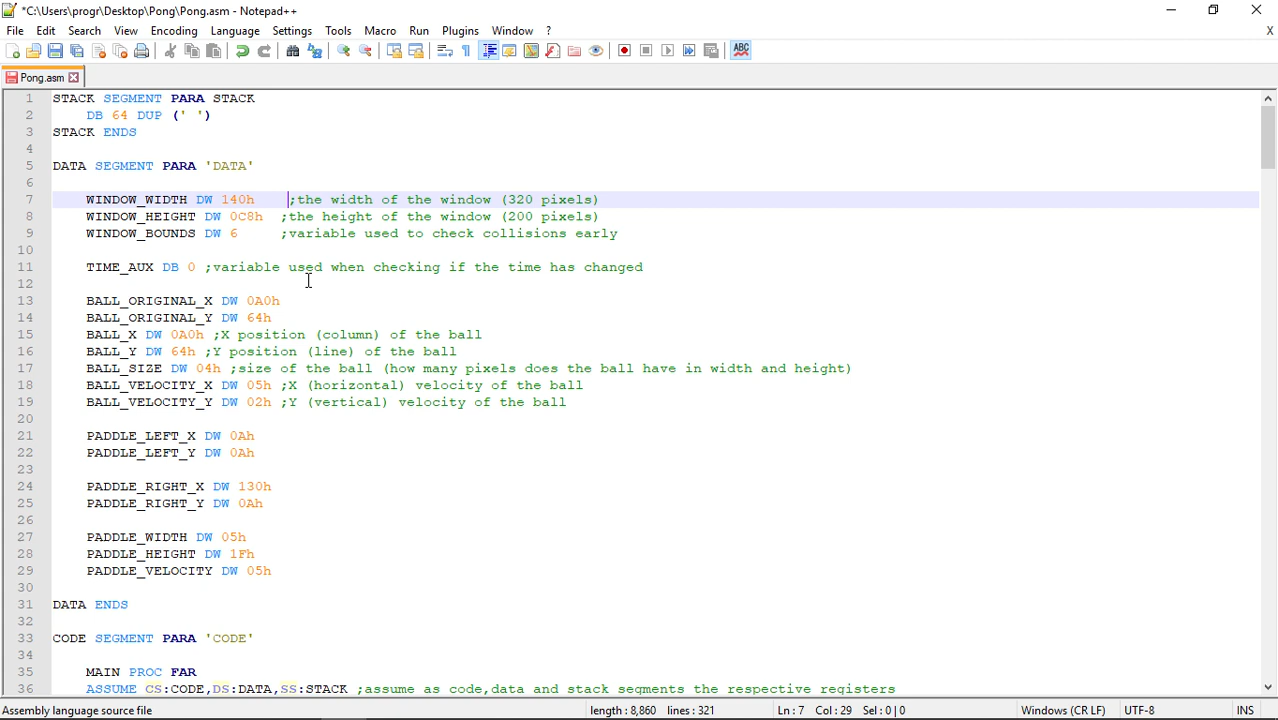 *C:\Users\progr\Desktop\Pong\Pong.asm - Notepad++
File Edit Search View Encoding Language Settings Tools Macro Run Plugins Window ? X
ABC
Pong.asm
1 STACK SEGMENT PARA STACK
2 DB 64 DUP (' ')
3 STACK ENDS
4
5 DATA SEGMENT PARA 'DATA'
6
7 WINDOW_WIDTH DW 140h ;the width of the window (320 pixels)
8 WINDOW_HEIGHT DW 0C8h ;the height of the window (200 pixels)
9 WINDOW_BOUNDS DW 6 ;variable used to check collisions early
10
11 TIME_AUX DB 0 ;variable used when checking if the time has changed
12
13 BALL_ORIGINAL_X DW 0A0h
14 BALL_ORIGINAL_Y DW 64h
15 BALL_X DW 0A0h ;X position (column) of the ball
16 BALL_Y DW 64h ;Y position (line) of the ball
17 BALL_SIZE DW 04h ;size of the ball (how many pixels does the ball have in width and height)
18 BALL_VELOCITY_X DW 05h ;X (horizontal) velocity of the ball
19 BALL_VELOCITY_Y DW 02h ;Y (vertical) velocity of the ball
20
21 PADDLE_LEFT_X DW 0Ah
22 PADDLE_LEFT_Y DW 0Ah
23
24 PADDLE_RIGHT_X DW 130h
25 PADDLE_RIGHT_Y DW 0Ah
26
27 PADDLE_WIDTH DW 05h
28 PADDLE_HEIGHT DW 1Fh
29 PADDLE_VELOCITY DW 05h
30
31 DATA ENDS
32
33 CODE SEGMENT PARA 'CODE'
34
35 MAIN PROC FAR
36 ASSUME CS:CODE,DS:DATA,SS:STACK ;assume as code,data and stack segments the respective registers
Assembly language source file length : 8,860 lines : 321 Ln : 7 Col : 29 Sel : 0 | 0 Windows (CR LF) UTF-8 INS